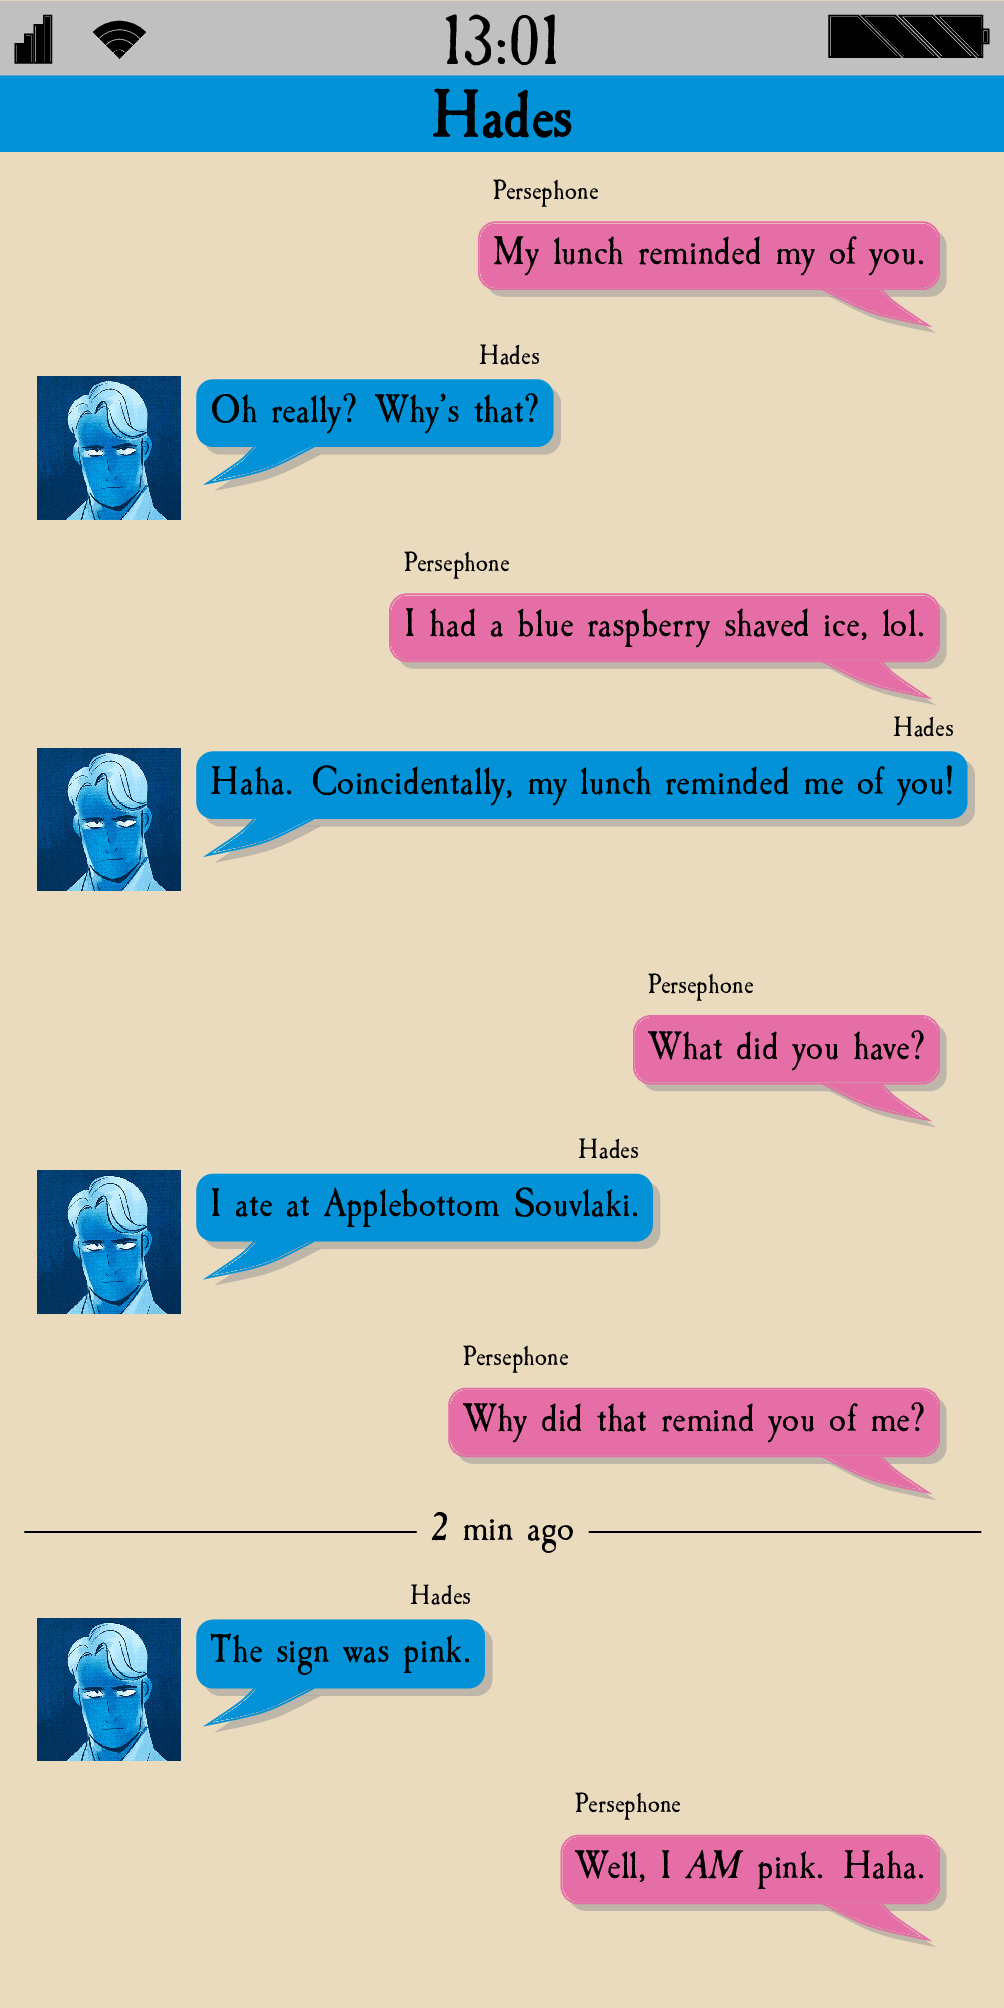 13:01
Hades
Persephone
My lunch reminded my of you.
Hades
Oh really? Why's that?
Persephone
I had a blue raspberry shaved ice, lol.
Hades
Haha. Coincidentally, my lunch reminded me of you!
Persephone
What did you have?
Hades
I ate at Applebottom Souvlaki.
Persephone
Why did that remind you of me?
2 min ago
Hades
The sign was pink.
Persephone
Well, I AM pink. Haha.